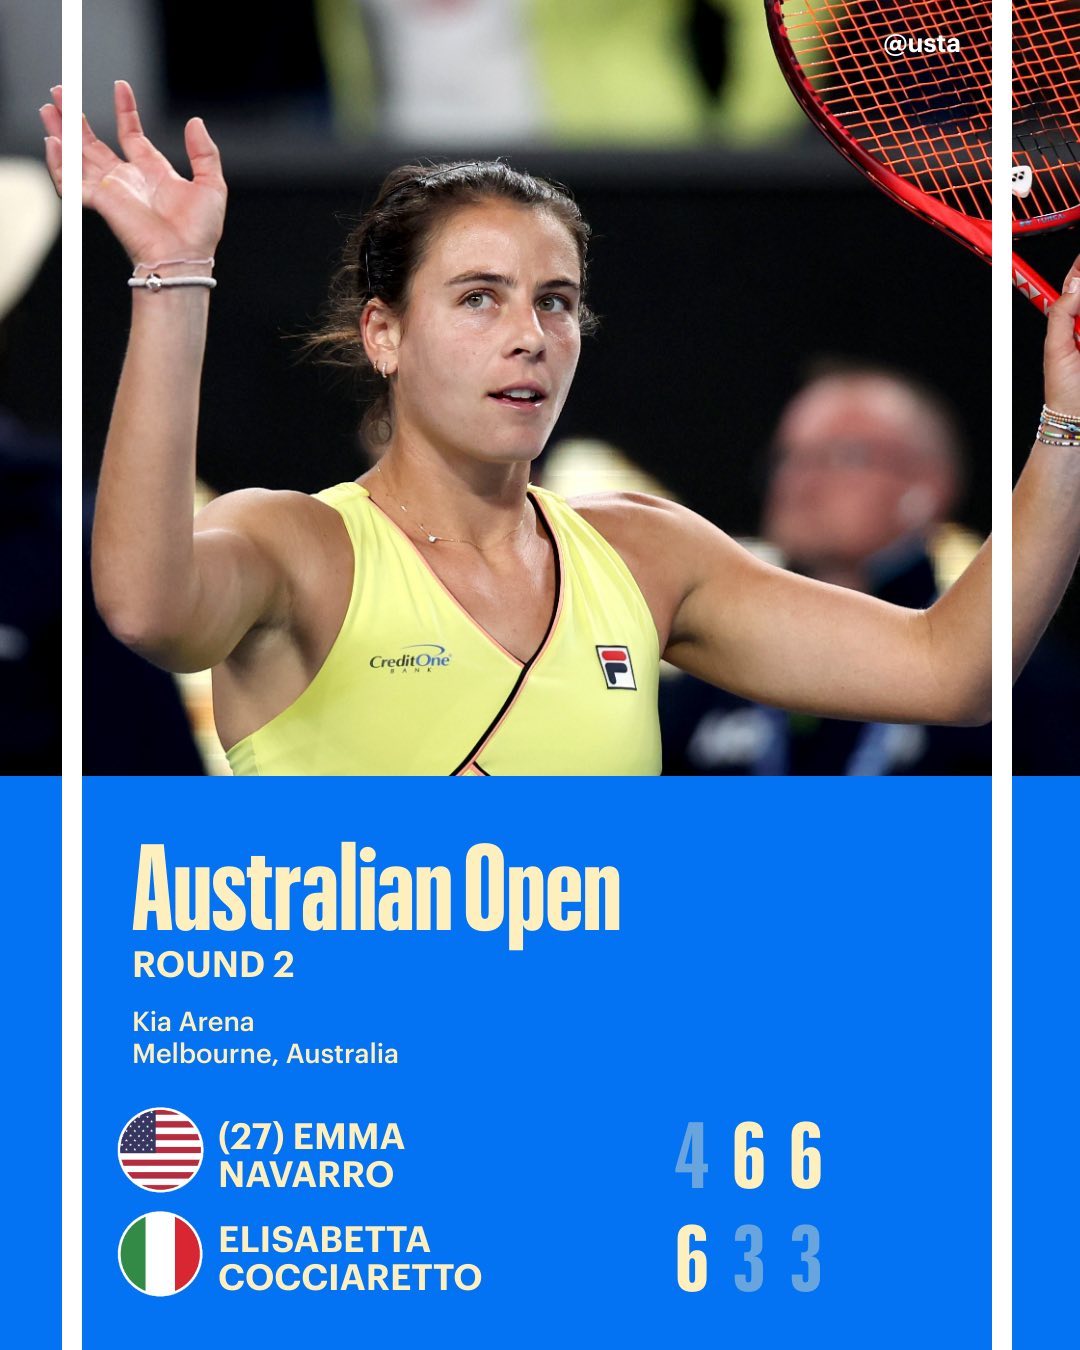 @usta
CreditOne
BANK
Australian Open
ROUND 2
Kia Arena
Melbourne, Australia
(27) EMMA
NAVARRO
4 6 6
ELISABETTA
COCCIARETTO
6 3 3